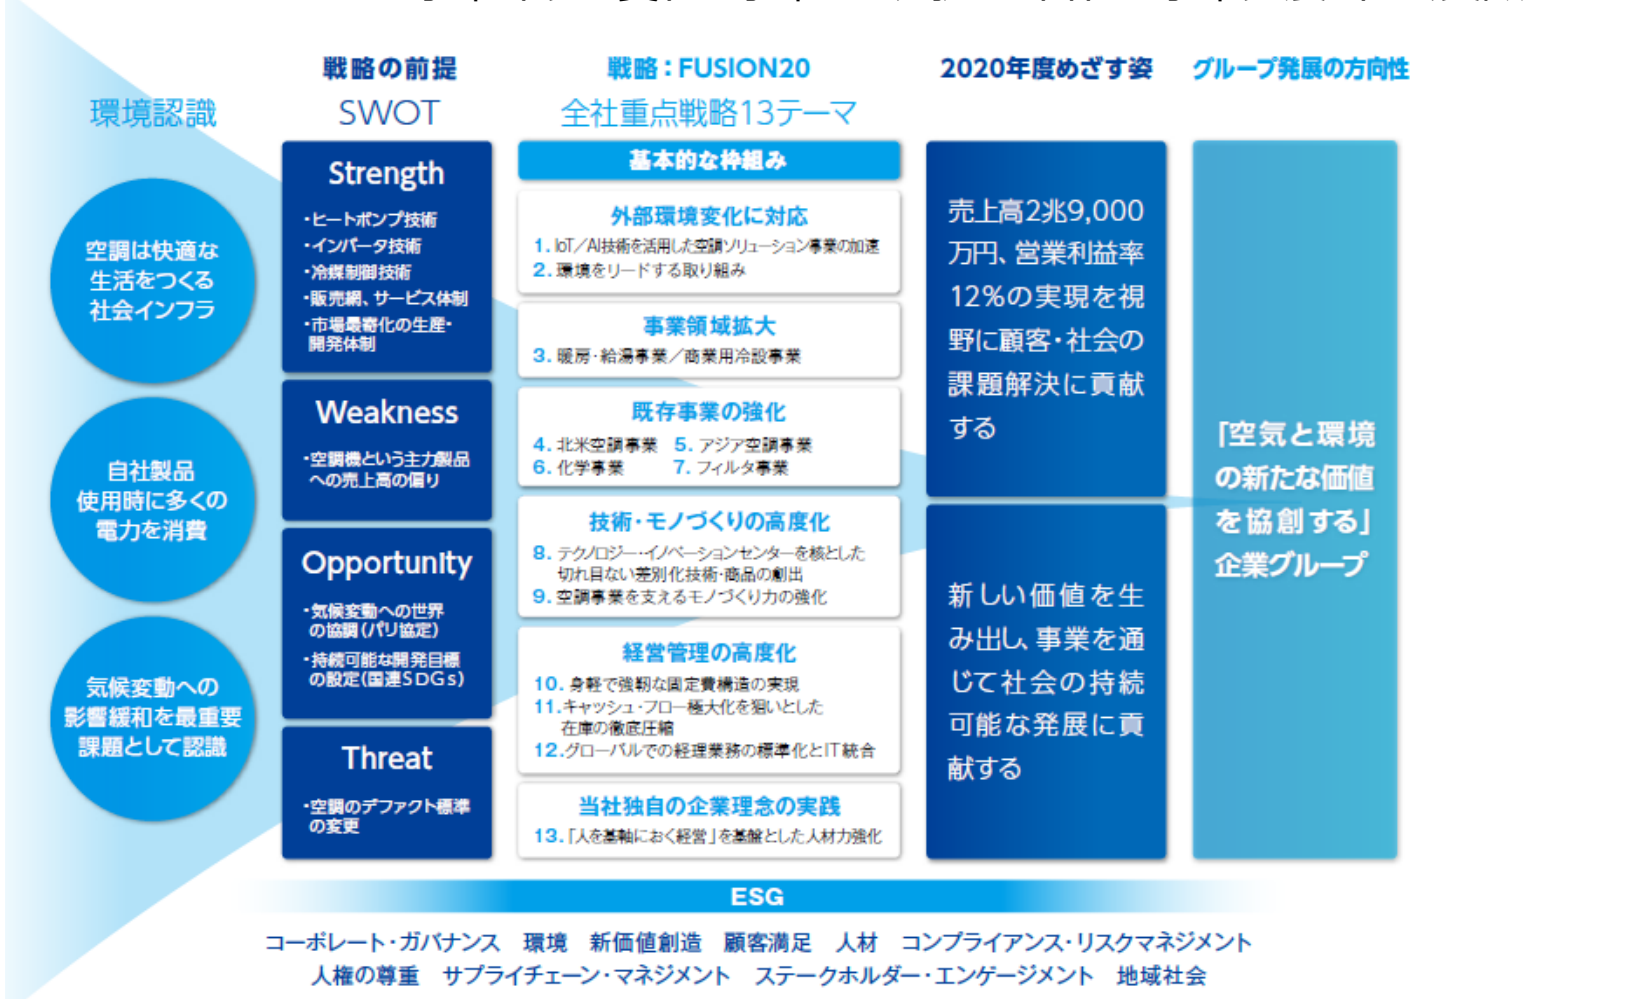 環境認識
空調は快適な
生活をつくる
社会インフラ
自社製品
使用時に多くの
電力を消費
気候変動への
影響緩和を最重要
課題として認識
戦略の前提
SWOT
Strength
・ヒートポンプ技術
・インバータ技術
・冷媒制御技術
・販売網、サービス体制
・市場最寄化の生産・
開発体制
Weakness
・空調機という主力製品
への売上高の偏り
Opportunity
・気候変動への世界
の協調(パリ協定)
・持続可能な開発目標
の設定(国連SDGs)
Threat
・空調のデファクト標準
の変更
戦略：FUSION20
全社重点戦略13テーマ
基本的な枠組み
外部環境変化に対応
1. IoT／AI技術を活用した空調ソリューション事業の加速
2. 環境をリードする取り組み
事業領域拡大
3. 暖房・給湯事業／商業用冷設事業
既存事業の強化
4. 北米空調事業 5. アジア空調事業
6. 化学事業 7. フィルタ事業
技術・モノづくりの高度化
8. テクノロジー・イノベーションセンターを核とした
切れ目ない差別化技術・商品の創出
9. 空調事業を支えるモノづくり力の強化
経営管理の高度化
10. 身軽で強靭な固定費構造の実現
11. キャッシュ・フロー極大化を狙いとした
在庫の徹底圧縮
12. グローバルでの経理業務の標準化とIT統合
当社独自の企業理念の実践
13. 「人を基軸におく経営」を基盤とした人材力強化
2020年度めざす姿
売上高2兆9,000
万円、営業利益率
12%の実現を視
野に顧客・社会の
課題解決に貢献
する
新しい価値を生
み出し、事業を通
じて社会の持続
可能な発展に貢
献する
グループ発展の方向性
「空気と環境
の新たな価値
を協創する」
企業グループ
ESG
コーポレート・ガバナンス 環境 新価値創造 顧客満足 人材 コンプライアンス・リスクマネジメント
人権の尊重 サプライチェーン・マネジメント ステークホルダー・エンゲージメント 地域社会